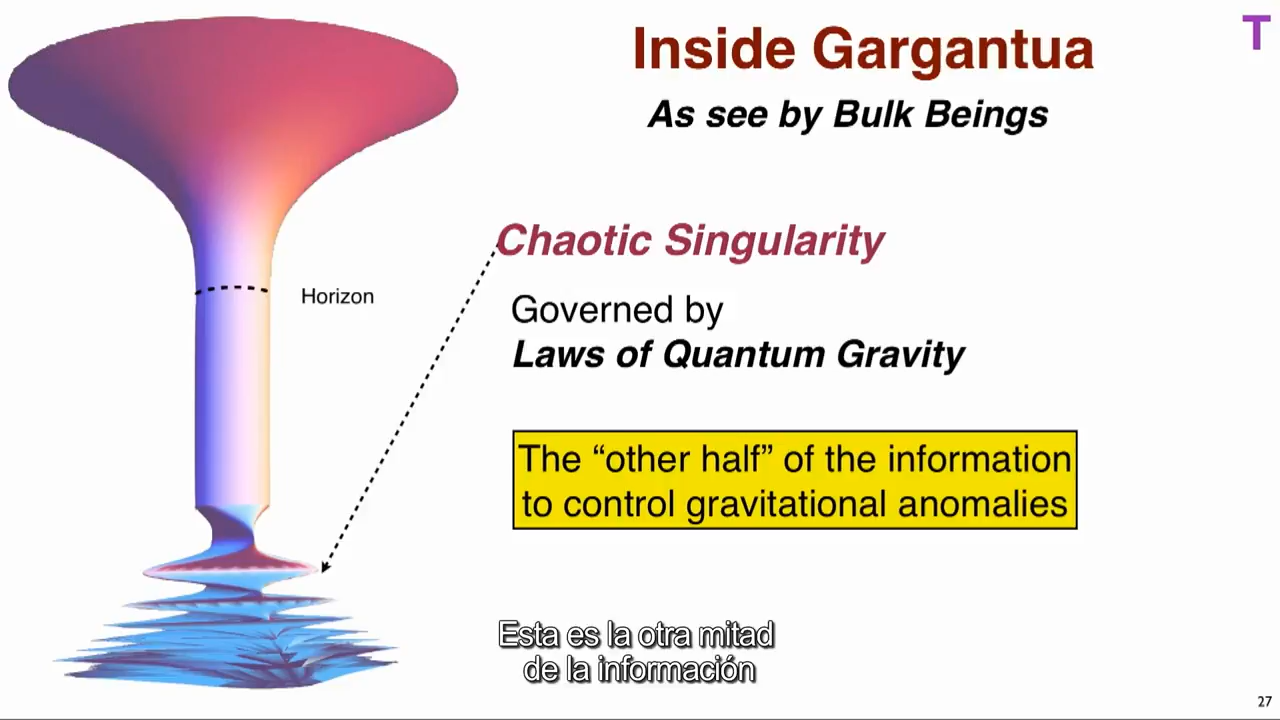 T
Inside Gargantua
As see by Bulk Beings
Chaotic Singularity
Horizon
Governed by
Laws of Quantum Gravity
The “other half” of the information
to control gravitational anomalies
Esta es la otra mitad
de la información
27